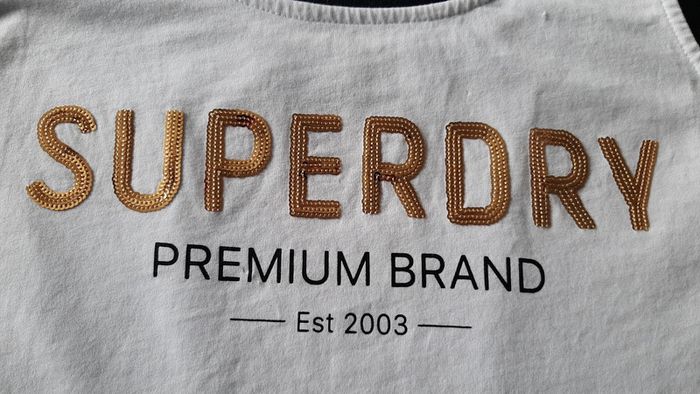 SUPERDRY
PREMIUM BRAND
Est 2003